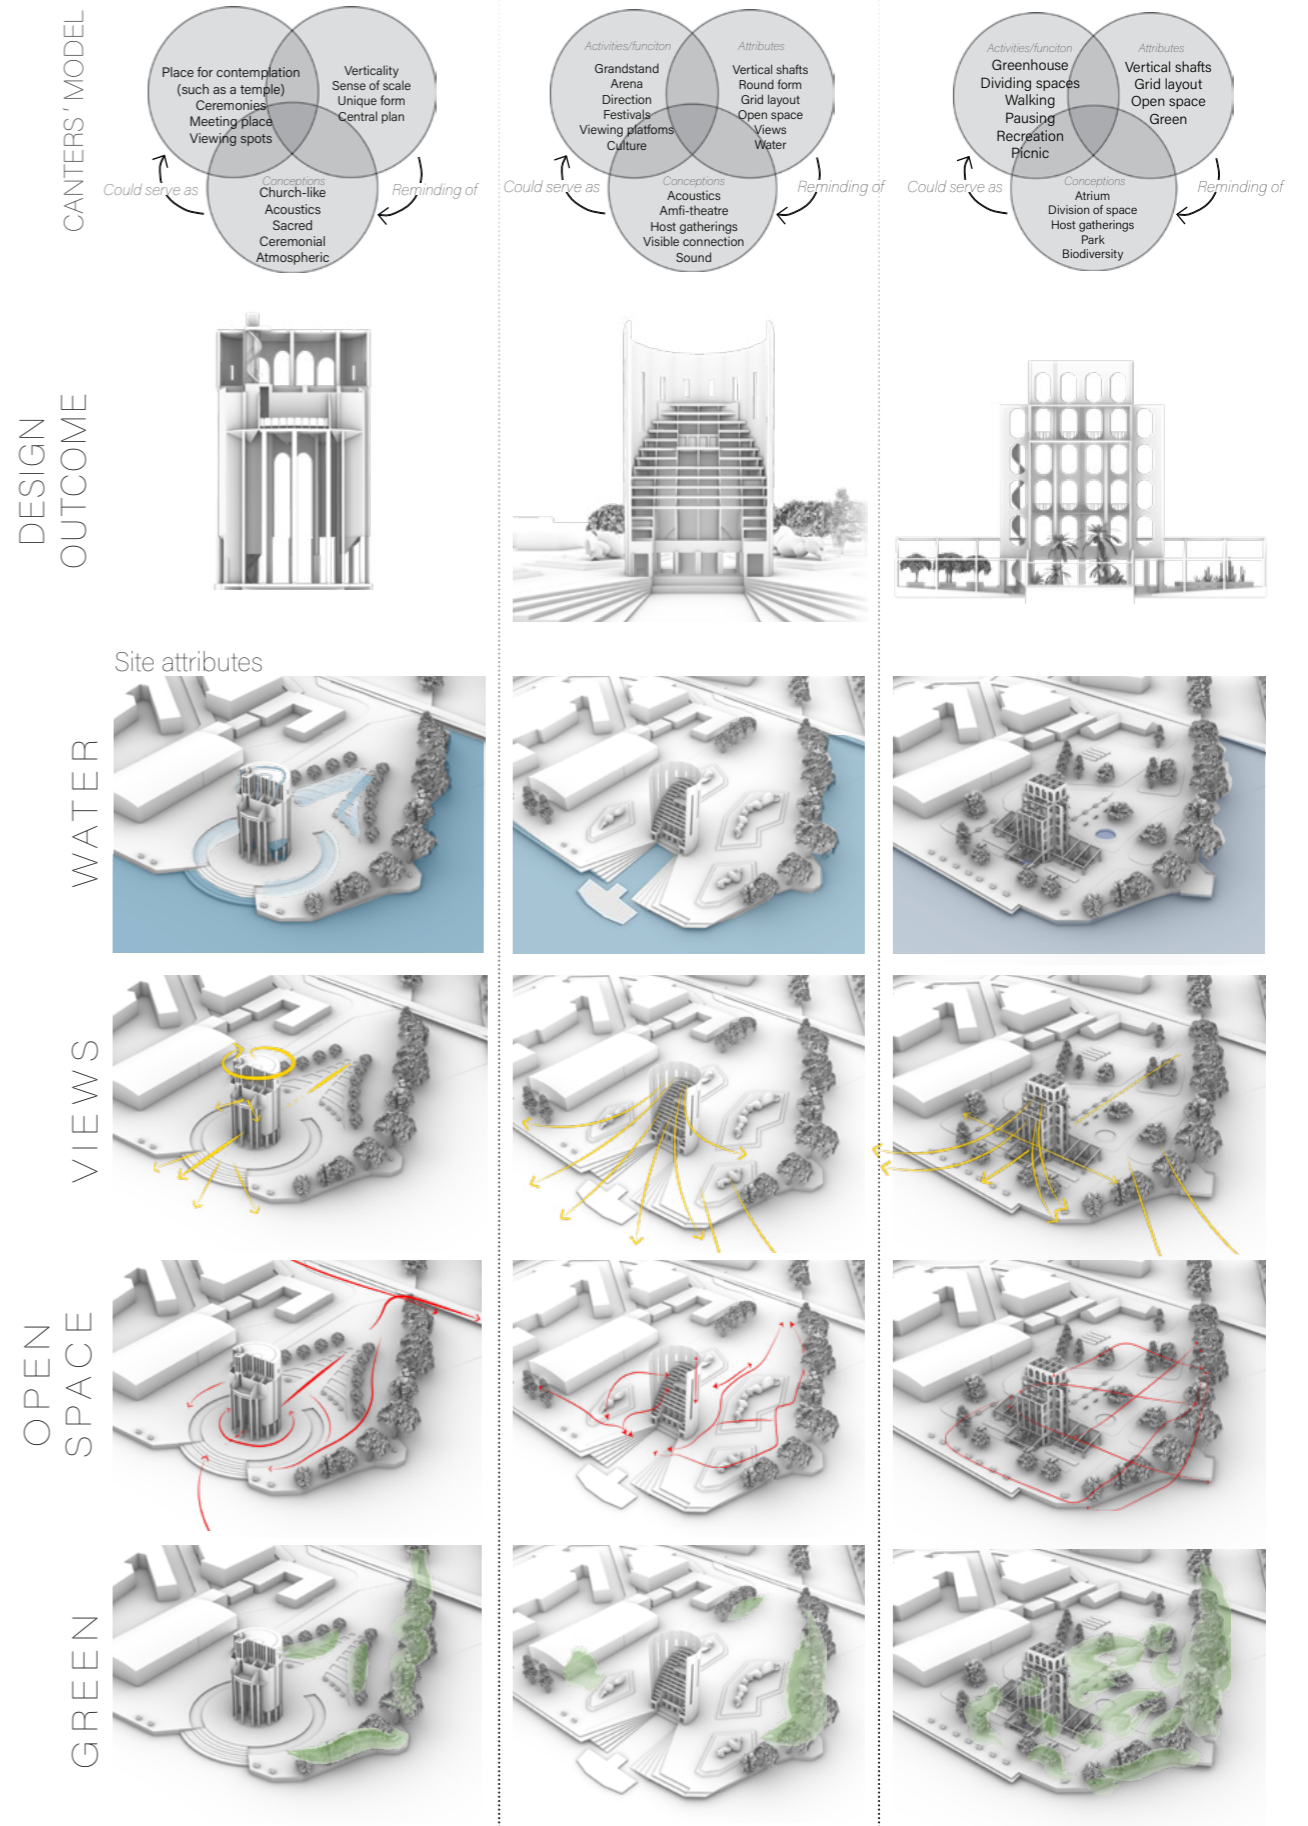 CANTERS ' MODEL
Place for contemplation
(such as a temple)
Ceremonies
Meeting place
Viewing spots
Verticality
Sense of scale
Unique form
Central plan
Could serve as
Conceptions
Church-like
Acoustics
Sacred
Ceremonial
Atmospheric
Reminding of
Activities/funciton
Grandstand
Arena
Direction
Festivals
Viewing platfoms
Culture
Attributes
Vertical shafts
Round form
Grid layout
Open space
Views
Water
Could serve as
Conceptions
Acoustics
Amfi-theatre
Host gatherings
Visible connection
Sound
Reminding of
Activities/funciton
Greenhouse
Dividing spaces
Walking
Pausing
Recreation
Picnic
Attributes
Vertical shafts
Grid layout
Open space
Green
Could serve as
Conceptions
Atrium
Division of space
Host gatherings
Park
Biodiversity
Reminding of
DESIGN
OUTCOME
Site attributes
WATER
VIEWS
OPEN
SPACE
GREEN